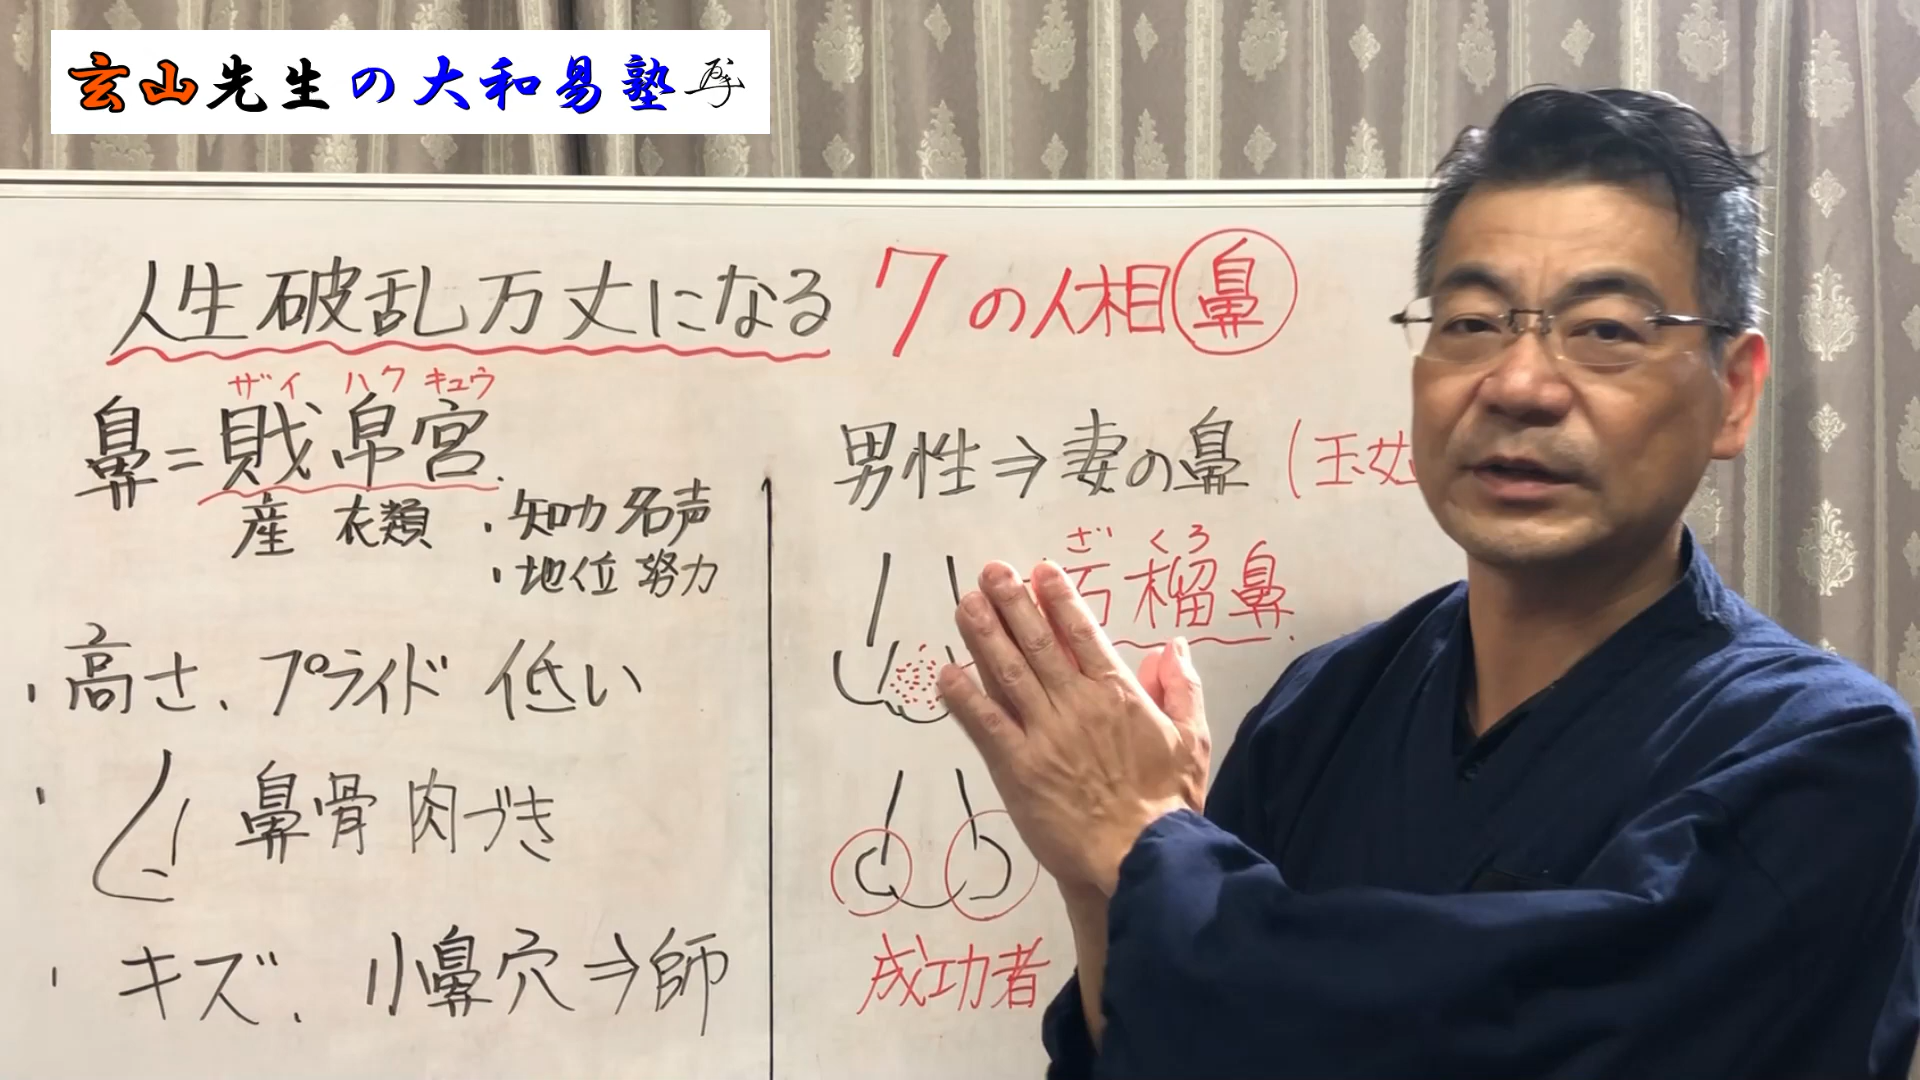 玄山先生の大和易塾
人生破乱万丈になる 7の人相 鼻
ザイ ハク キュウ
鼻=財帛宮.
産 衣類 ・知力 名声
・地位 努力
・高さ、プライド 低い
・ 鼻骨 肉づき
・ キズ、 小鼻穴⇒師
男性⇒妻の鼻 (玉女
ざくろ
石榴鼻.
成功者